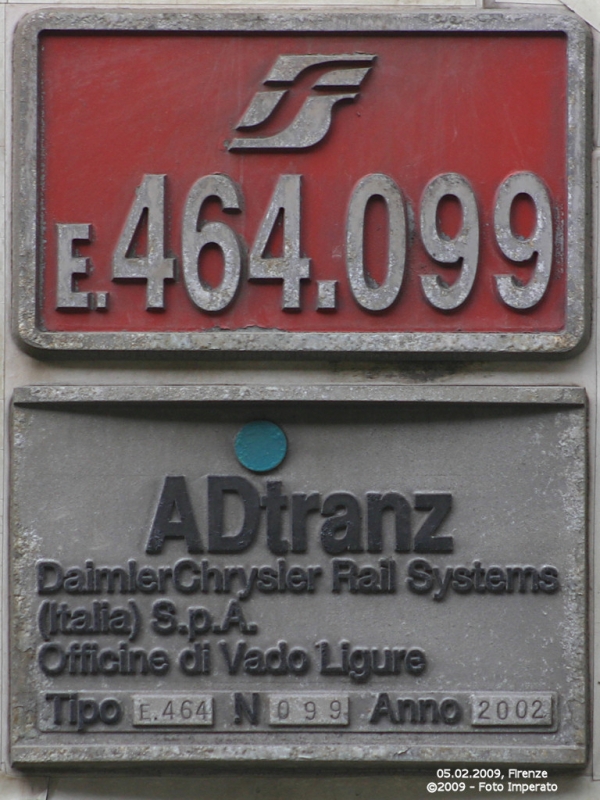 E.464.099
ADtranz
DaimlerChrysler Rail Systems
(Italia) S.p.A.
Officine di Vado Ligure
Tipo E.464 N 099 Anno 2002
05.02.2009, Firenze
©2009 - Foto Imperato